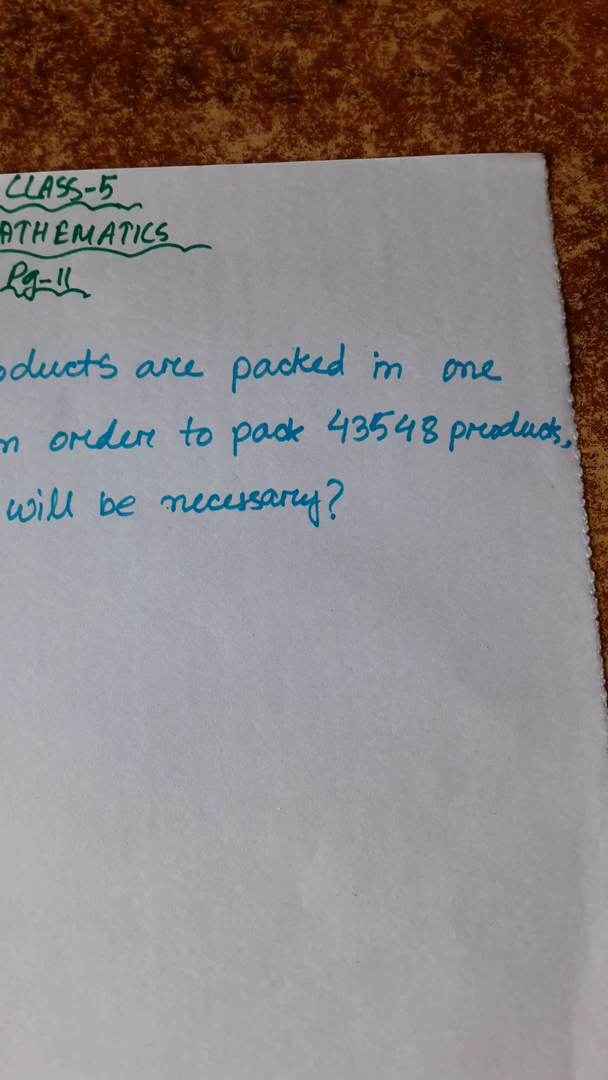 CLASS-5
ATHEMATICS
Pg-11
oducts are packed in one
n order to pack 43548 products,
will be necessary?